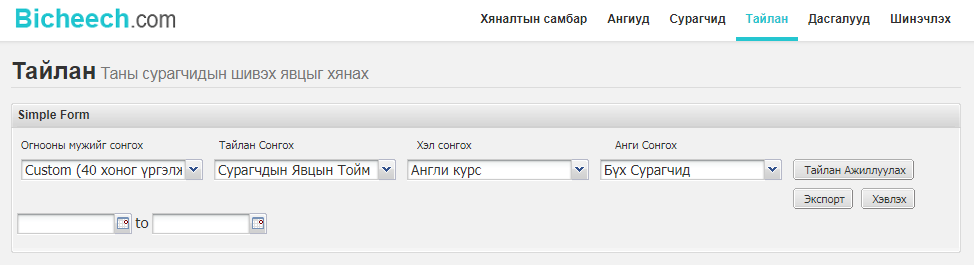 Bicheech.com
Хяналтын самбар Ангиуд Сурагчид Тайлан Дасгалууд Шинэчлэх
Тайлан Таны сурагчидын шивэх явцыг хянах
Simple Form
Огнооны мужийг сонгох Тайлан Сонгох Хэл сонгох Анги Сонгох
Custom (40 хоног үргэлж Сурагчдын Явцын Тойм Англи курс Бүх Сурагчид Тайлан Ажиллуулах
Экспорт Хэвлэх
to